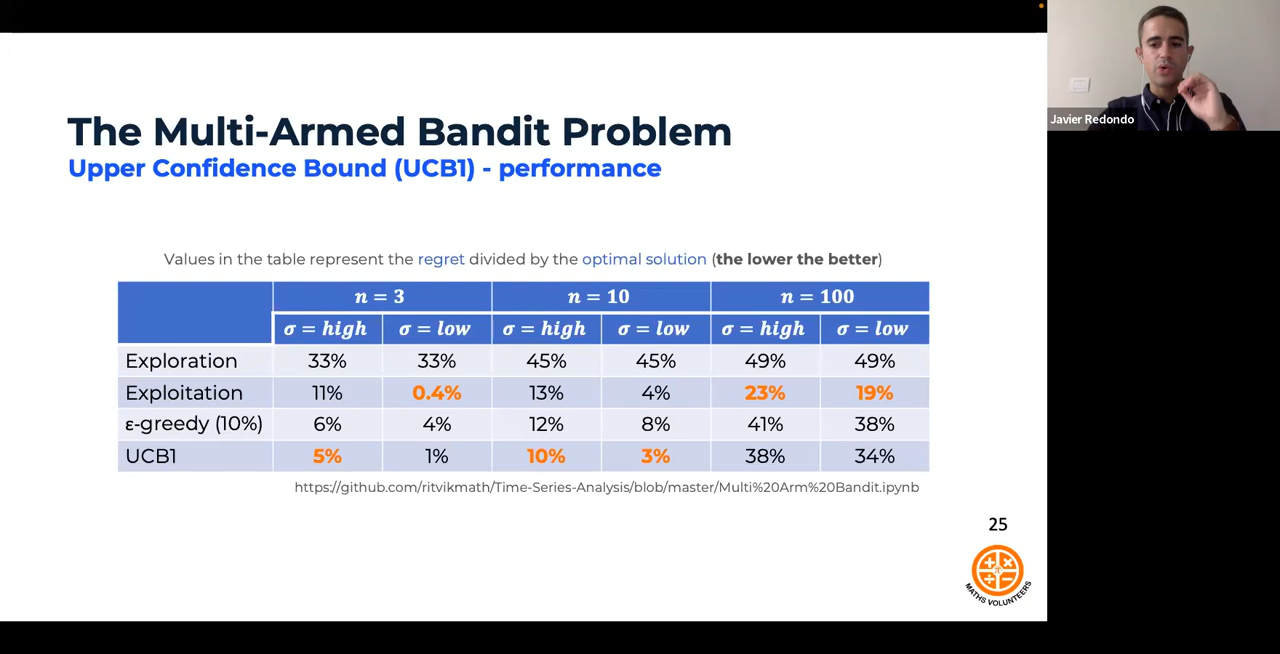 The Multi-Armed Bandit Problem
Upper Confidence Bound (UCB1) - performance
Values in the table represent the regret divided by the optimal solution (the lower the better)
n = 3 n = 10 n = 100
σ = high σ = low σ = high σ = low σ = high σ = low
Exploration 33% 33% 45% 45% 49% 49%
Exploitation 11% 0.4% 13% 4% 23% 19%
ε-greedy (10%) 6% 4% 12% 8% 41% 38%
UCB1 5% 1% 10% 3% 38% 34%
https://github.com/ritvikmath/Time-Series-Analysis/blob/master/Multi%20Arm%20Bandit.ipynb
25
MATHS VOLUNTEERS
Javier Redondo